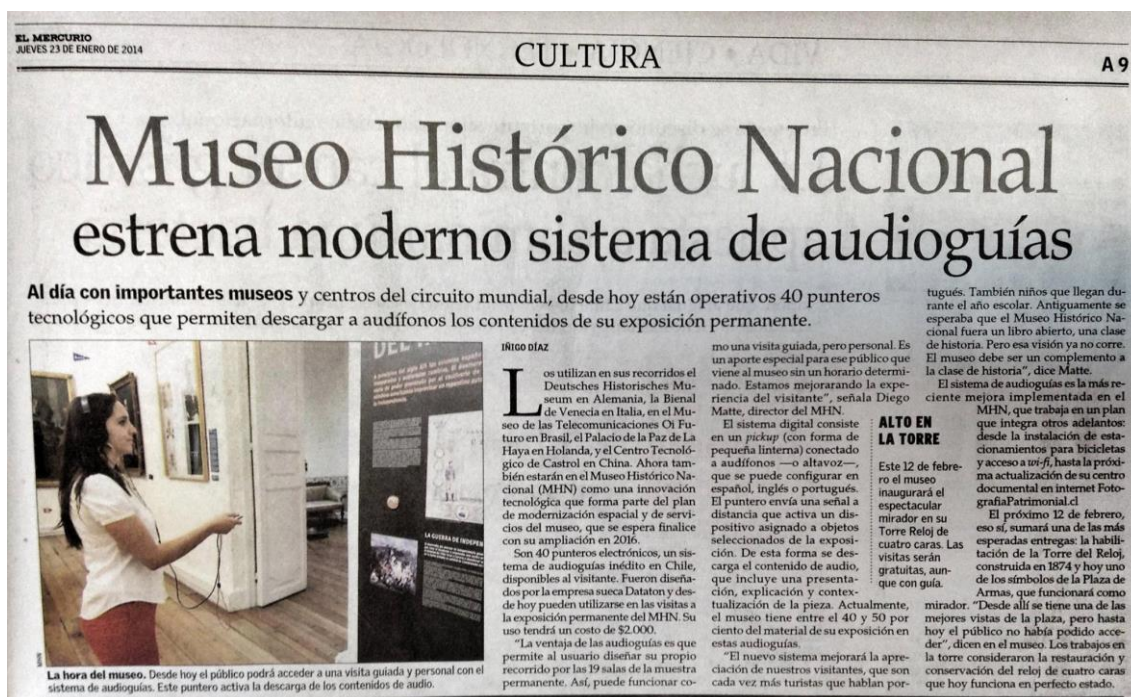 EL MERCURIO
JUEVES 23 DE ENERO DE 2014
CULTURA
A 9
Museo Histórico Nacional
estrena moderno sistema de audioguías
Al día con importantes museos y centros del circuito mundial, desde hoy están operativos 40 punteros
tecnológicos que permiten descargar a audífonos los contenidos de su exposición permanente.
DEL
LA GUERRA DE INDEPEN
La hora del museo. Desde hoy el público podrá acceder a una visita guiada y personal con el
sistema de audioguías. Este puntero activa la descarga de los contenidos de audio.
IÑIGO DÍAZ
Los utilizan en sus recorridos el
Deutsches Historisches Mu-
seum en Alemania, la Bienal
de Venecia en Italia, en el Mu-
seo de las Telecomunicaciones Oi Fu-
turo en Brasil, el Palacio de la Paz de La
Haya en Holanda, y el Centro Tecnoló-
gico de Castrol en China. Ahora tam-
bién estarán en el Museo Histórico Na-
cional (MHN) como una innovación
tecnológica que forma parte del plan
de modernización espacial y de servi-
cios del museo, que se espera finalice
con su ampliación en 2016.
Son 40 punteros electrónicos, un sis-
tema de audioguías inédito en Chile,
disponibles al visitante. Fueron diseña-
dos por la empresa sueca Dataton y des-
de hoy pueden utilizarse en las visitas a
la exposición permanente del MHN. Su
uso tendrá un costo de $2.000.
"La ventaja de las audioguías es que
permite al usuario diseñar su propio
recorrido por las 19 salas de la muestra
permanente. Así, puede funcionar co-
mo una visita guiada, pero personal. Es
un aporte especial para ese público que
viene al museo sin un horario determi-
nado. Estamos mejorarando la expe-
riencia del visitante", señala Diego
Matte, director del MHN.
El sistema digital consiste
en un pickup (con forma de
pequeña linterna) conectado
a audífonos —o altavoz—,
que se puede configurar en
español, inglés o portugués.
El puntero envía una señal a
distancia que activa un dis-
positivo asignado a objetos
seleccionados de la exposi-
ción. De esta forma se des-
carga el contenido de audio,
que incluye una presenta-
ción, explicación y contex-
tualización de la pieza. Actualmente,
el museo tiene entre el 40 y 50 por
ciento del material de su exposición en
estas audioguías.
"El nuevo sistema mejorará la apre-
ciación de nuestros visitantes, que son
cada vez más turistas que hablan por-
tugués. También niños que llegan du-
rante el año escolar. Antiguamente se
esperaba que el Museo Histórico Na-
cional fuera un libro abierto, una clase
de historia. Pero esa visión ya no corre.
El museo debe ser un complemento a
la clase de historia", dice Matte.
El sistema de audioguías es la más re-
ciente mejora implementada en el
MHN, que trabaja en un plan
que integra otros adelantos:
desde la instalación de esta-
cionamientos para bicicletas
y acceso a wi-fi, hasta la próxi-
ma actualización de su centro
documental en internet Foto-
grafiaPatrimonial.cl
El próximo 12 de febrero,
eso sí, sumará una de las más
esperadas entregas: la habili-
tación de la Torre del Reloj,
construida en 1874 y hoy uno
de los símbolos de la Plaza de
Armas, que funcionará como
mirador. "Desde allí se tiene una de las
mejores vistas de la plaza, pero hasta
hoy el público no había podido acce-
der", dicen en el museo. Los trabajos en
la torre consideraron la restauración y
conservación del reloj de cuatro caras
que hoy funciona en perfecto estado.
ALTO EN
LA TORRE
Este 12 de febre-
ro el museo
inaugurará el
espectacular
mirador en su
Torre Reloj de
cuatro caras. Las
visitas serán
gratuitas, aun-
que con guía.